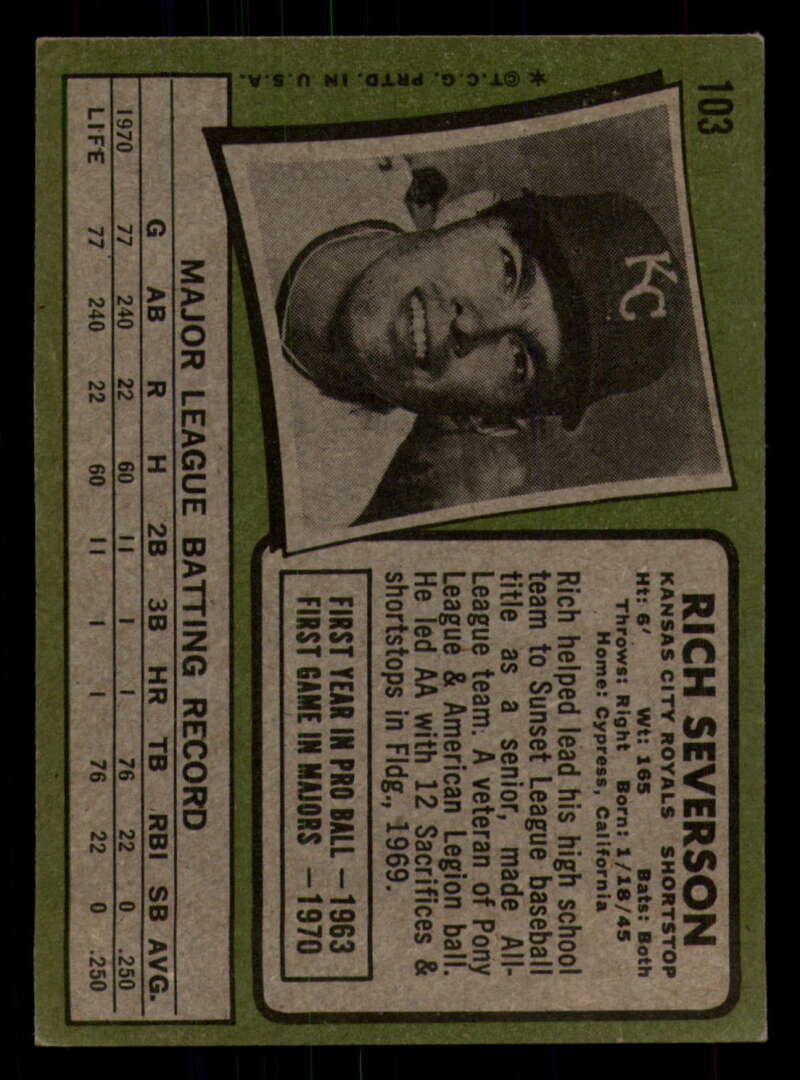 103
✶ ©T.C.G. PRTD. IN U.S.A.
KC
RICH SEVERSON
KANSAS CITY ROYALS SHORTSTOP
Ht: 6' Wt: 165 Bats: Both
Throws: Right Born: 1/18/45
Home: Cypress, California
Rich helped lead his high school
team to Sunset League baseball
title as a senior, made All-
League team. A veteran of Pony
League & American Legion ball.
He led AA with 12 Sacrifices &
shortstops in Fldg., 1969.
FIRST YEAR IN PRO BALL — 1963
FIRST GAME IN MAJORS — 1970
MAJOR LEAGUE BATTING RECORD
G AB R H 2B 3B HR TB RBI SB AVG.
1970 77 240 22 60 11 1 1 76 22 0 .250
LIFE 77 240 22 60 11 1 1 76 22 0 .250